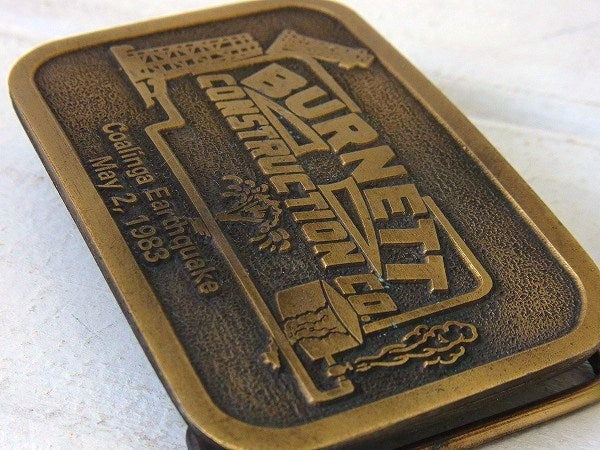 BURNETT
CONSTRUCTION CO.
Coalinga Earthquake
May 2, 1983